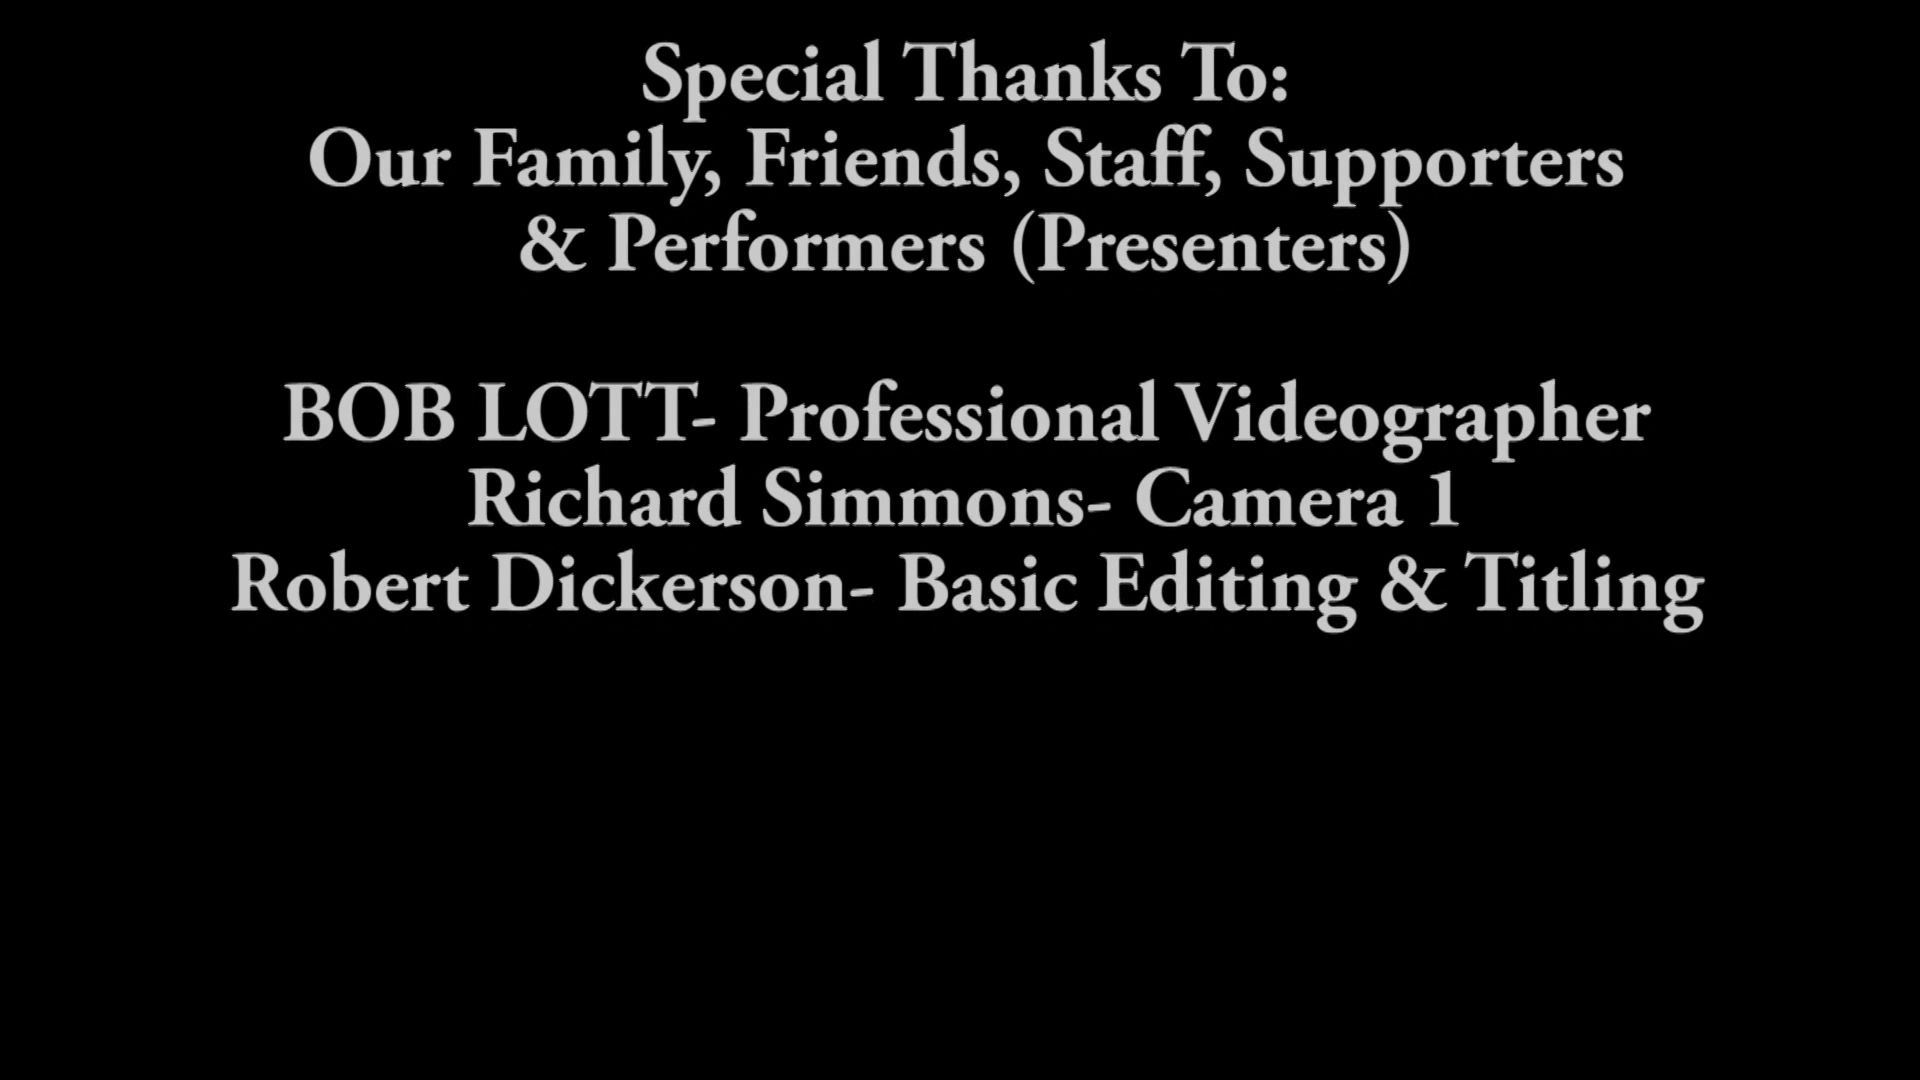 Special Thanks To:
Our Family, Friends, Staff, Supporters
& Performers (Presenters)
BOB LOTT- Professional Videographer
Richard Simmons- Camera 1
Robert Dickerson- Basic Editing & Titling